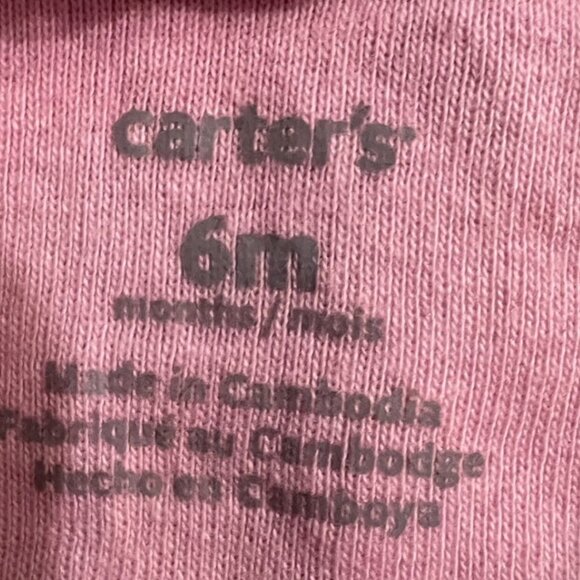 carter's
6m
months / mois
Made in Cambodia
Fabriqué au Cambodge
Hecho en Camboya